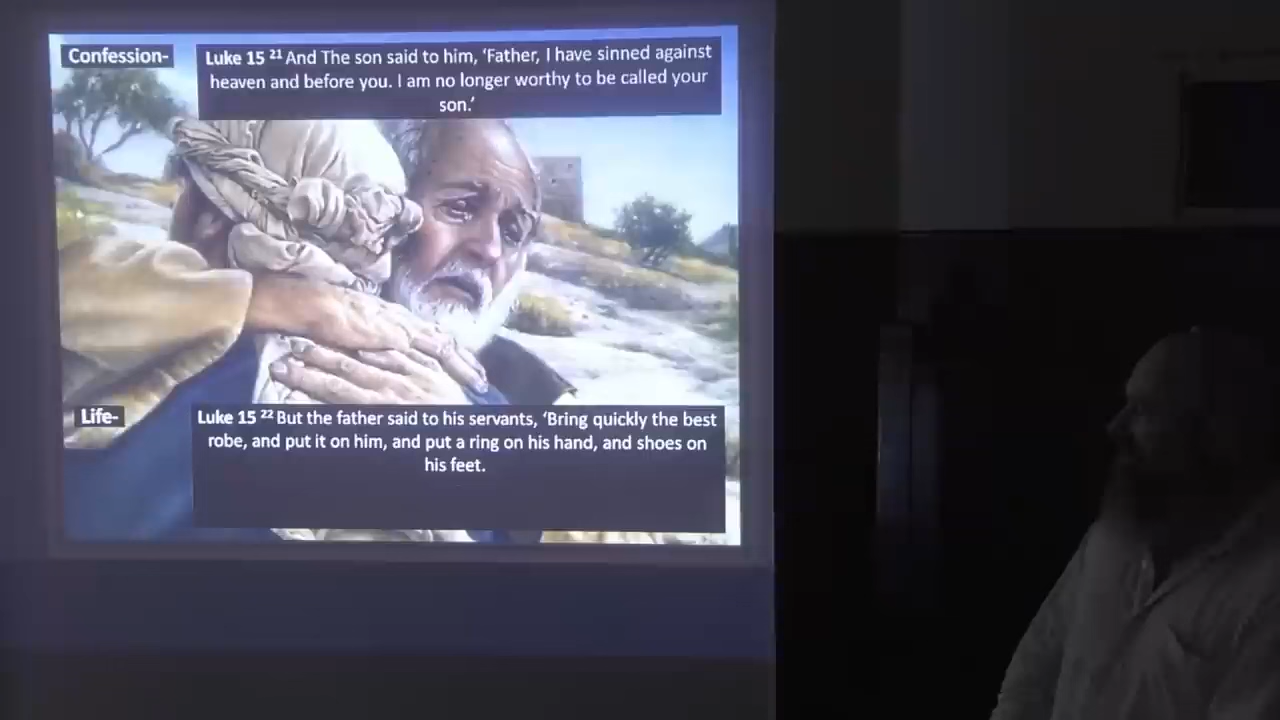 Confession-
Luke 15 21 And The son said to him, ‘Father, I have sinned against
heaven and before you. I am no longer worthy to be called your
son.’
Life-
Luke 15 22 But the father said to his servants, ‘Bring quickly the best
robe, and put it on him, and put a ring on his hand, and shoes on
his feet.